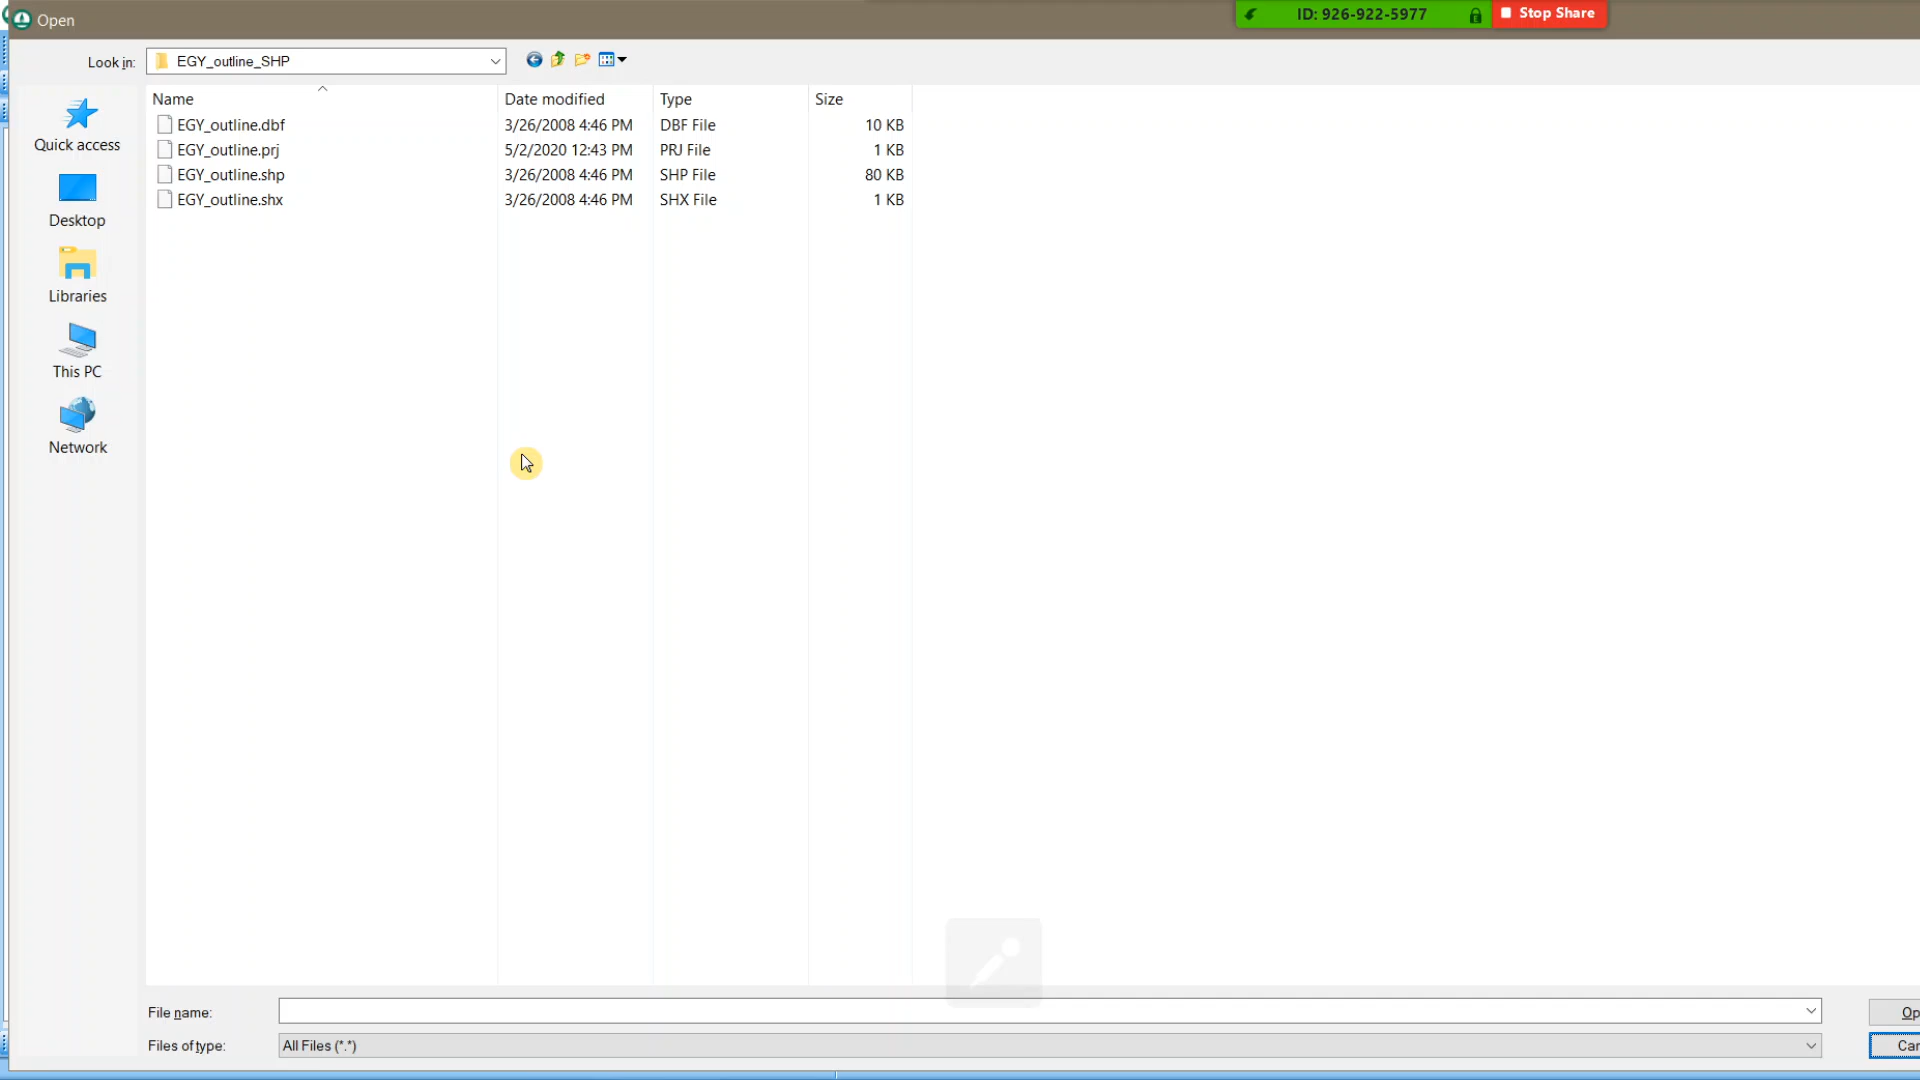 Open
ID: 926-922-5977
Stop Share
Look in:
EGY_outline_SHP
Name
Date modified
Type
Size
EGY_outline.dbf
3/26/2008 4:46 PM
DBF File
10 KB
EGY_outline.prj
5/2/2020 12:43 PM
PRJ File
1 KB
EGY_outline.shp
3/26/2008 4:46 PM
SHP File
80 KB
EGY_outline.shx
3/26/2008 4:46 PM
SHX File
1 KB
Quick access
Desktop
Libraries
This PC
Network
File name:
Op
Files of type:
All Files (*.*)
Can